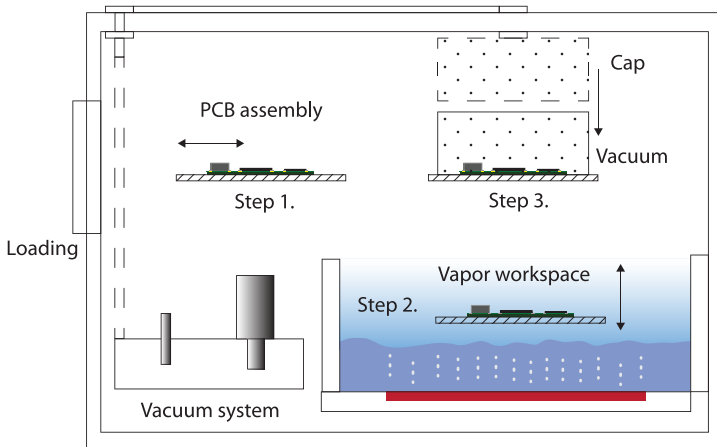 Cap
PCB assembly
Vacuum
Step 1.
Step 3.
Loading
Vapor workspace
Step 2.
Vacuum system